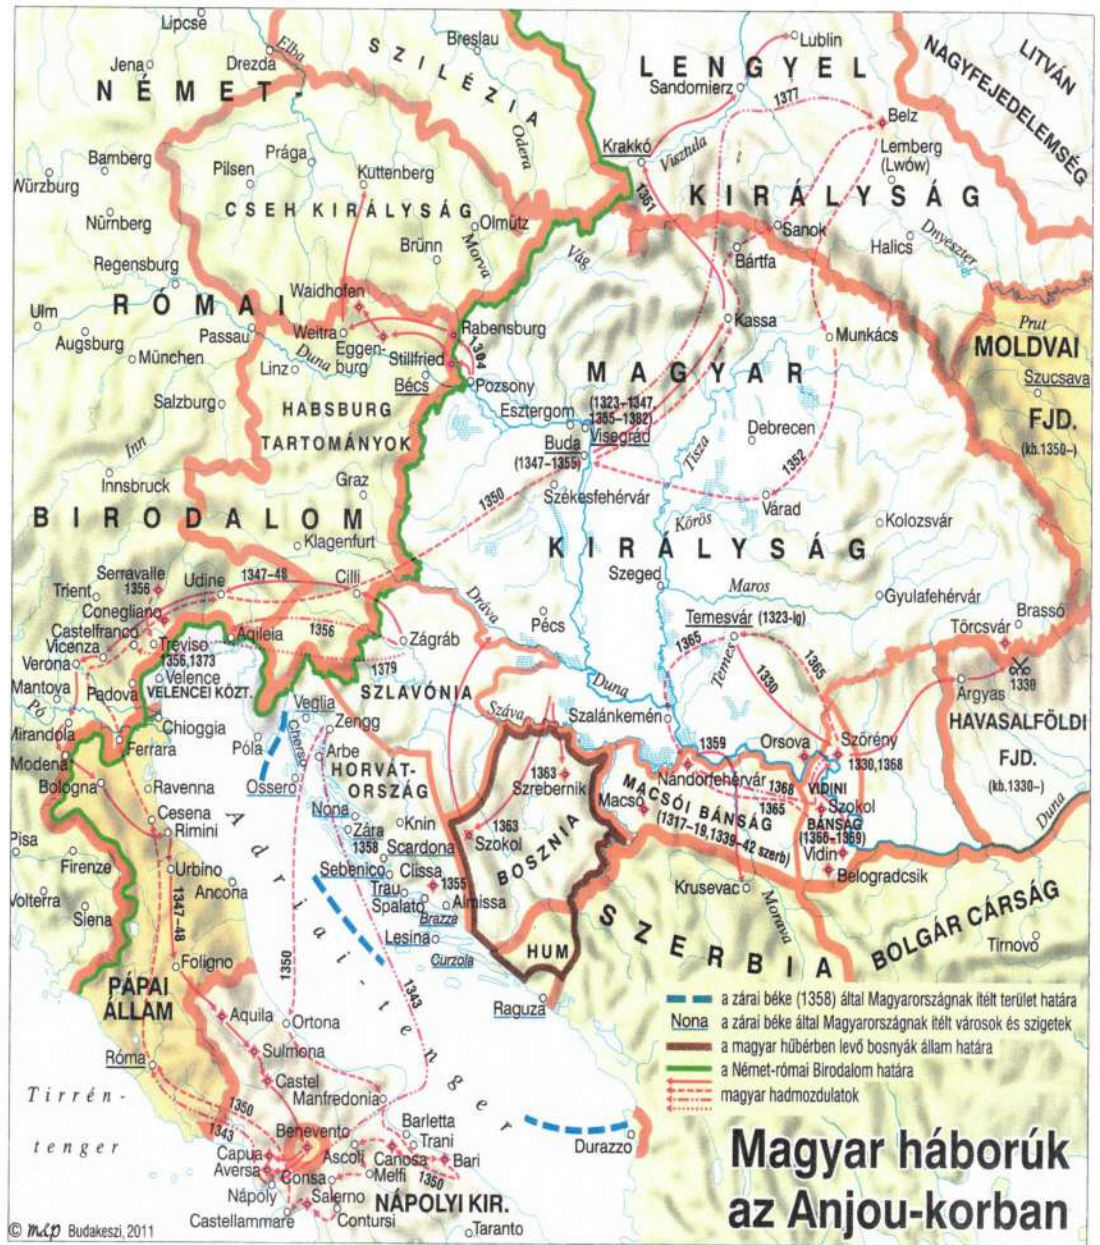 Lipcse
Breslau
Lublin
Elba
Jena
Drezda
SZILÉZIA
LENGYEL
NAGYFEJEDELEMSÉG
LITVÁN
NÉMET-
Sandomierz
1377
Belz
Odera
Krakkó
Visztula
Lemberg
(Lwów)
Bamberg
Prága
Pilsen
Kuttenberg
1351
KIRÁLYSÁG
Würzburg
CSEH KIRÁLYSÁG
Olmütz
Sanok
Nürnberg
Brünn
Morva
Vág
Bártfa
Halics
Dnyeszter
Regensburg
Waidhofen
RÓMAI
Ulm
Passau
Weitra
Rabensburg
Kassa
Munkács
Prut
Augsburg
München
Duna
Eggen-
burg
Stillfried
1304
MOLDVAI
Linz
Bécs
Pozsony
MAGYAR
Szucsava
Salzburg
HABSBURG
Esztergom
(1323–1347,
1355–1382)
FJD.
TARTOMÁNYOK
Buda
Visegrád
Debrecen
(kb.1350–)
Inn
(1347–1355)
Tisza
1352
Innsbruck
Graz
1350
Székesfehérvár
Várad
BIRODALOM
Körös
Kolozsvár
Klagenfurt
KIRÁLYSÁG
Serravalle
1356
Udine
1347–48
Cilli
Szeged
Maros
Trient
Conegliano
Dráva
Gyulafehérvár
Castelfranco
Pécs
Temesvár (1323-ig)
Brassó
Vicenza
Aqileia
1356
Zágráb
1365
Törcsvár
Verona
Treviso
1356,1373
Temes
1365
Velence
1379
1330
1330
Mantova
Padova
VELENCEI KÖZT.
SZLAVÓNIA
Duna
Argyas
Pó
Veglia
Száva
Szalánkemén
HAVASALFÖLDI
Mirandola
Chioggia
Cherso
Zengg
Orsova
Szörény
Ferrara
Póla
Arbe
1359
1330,1368
FJD.
Modena
HORVÁT-
ORSZÁG
1363
Nándorfehérvár
1368
VIDINI
(kb.1330–)
Bologna
Ravenna
Ossero
Szrebernik
MACSÓI BÁNSÁG
1365
Szokol
Cesena
Nona
Macsó
(1317–19,1339–42 szerb)
BÁNSÁG
Duna
Rimini
Zára
Knin
1363
(1366–1369)
Pisa
1358
Scardona
Szokol
BOSZNIA
Vidin
Firenze
Urbino
Sebenico
Clissa
Belogradcsik
Ancona
Trau
1355
Krusevac
Volterra
Spalato
Almissa
Siena
Adriai-tenger
Brazza
SZERBIA
Morava
BOLGÁR CÁRSÁG
1347–48
Lesina
HUM
Tirnovo
Foligno
1350
Curzola
PÁPAI
ÁLLAM
1343
Raguza
a zárai béke (1358) által Magyarországnak ítélt terület határa
Aquila
Ortona
Nona
a zárai béke által Magyarországnak ítélt városok és szigetek
Róma
Sulmona
a magyar hűbérben levő bosnyák állam határa
Castel
a Német-római Birodalom határa
Tirrén-
tenger
Manfredonia
magyar hadmozdulatok
1350
Barletta
1343
Benevento
Trani
Durazzo
Capua
Ascoli
Canosa
Bari
Aversa
Consa
Melfi
1350
Nápoly
Salerno
NÁPOLYI KIR.
Castellammare
Contursi
Taranto
Magyar háborúk
az Anjou-korban
© map Budakeszi, 2011